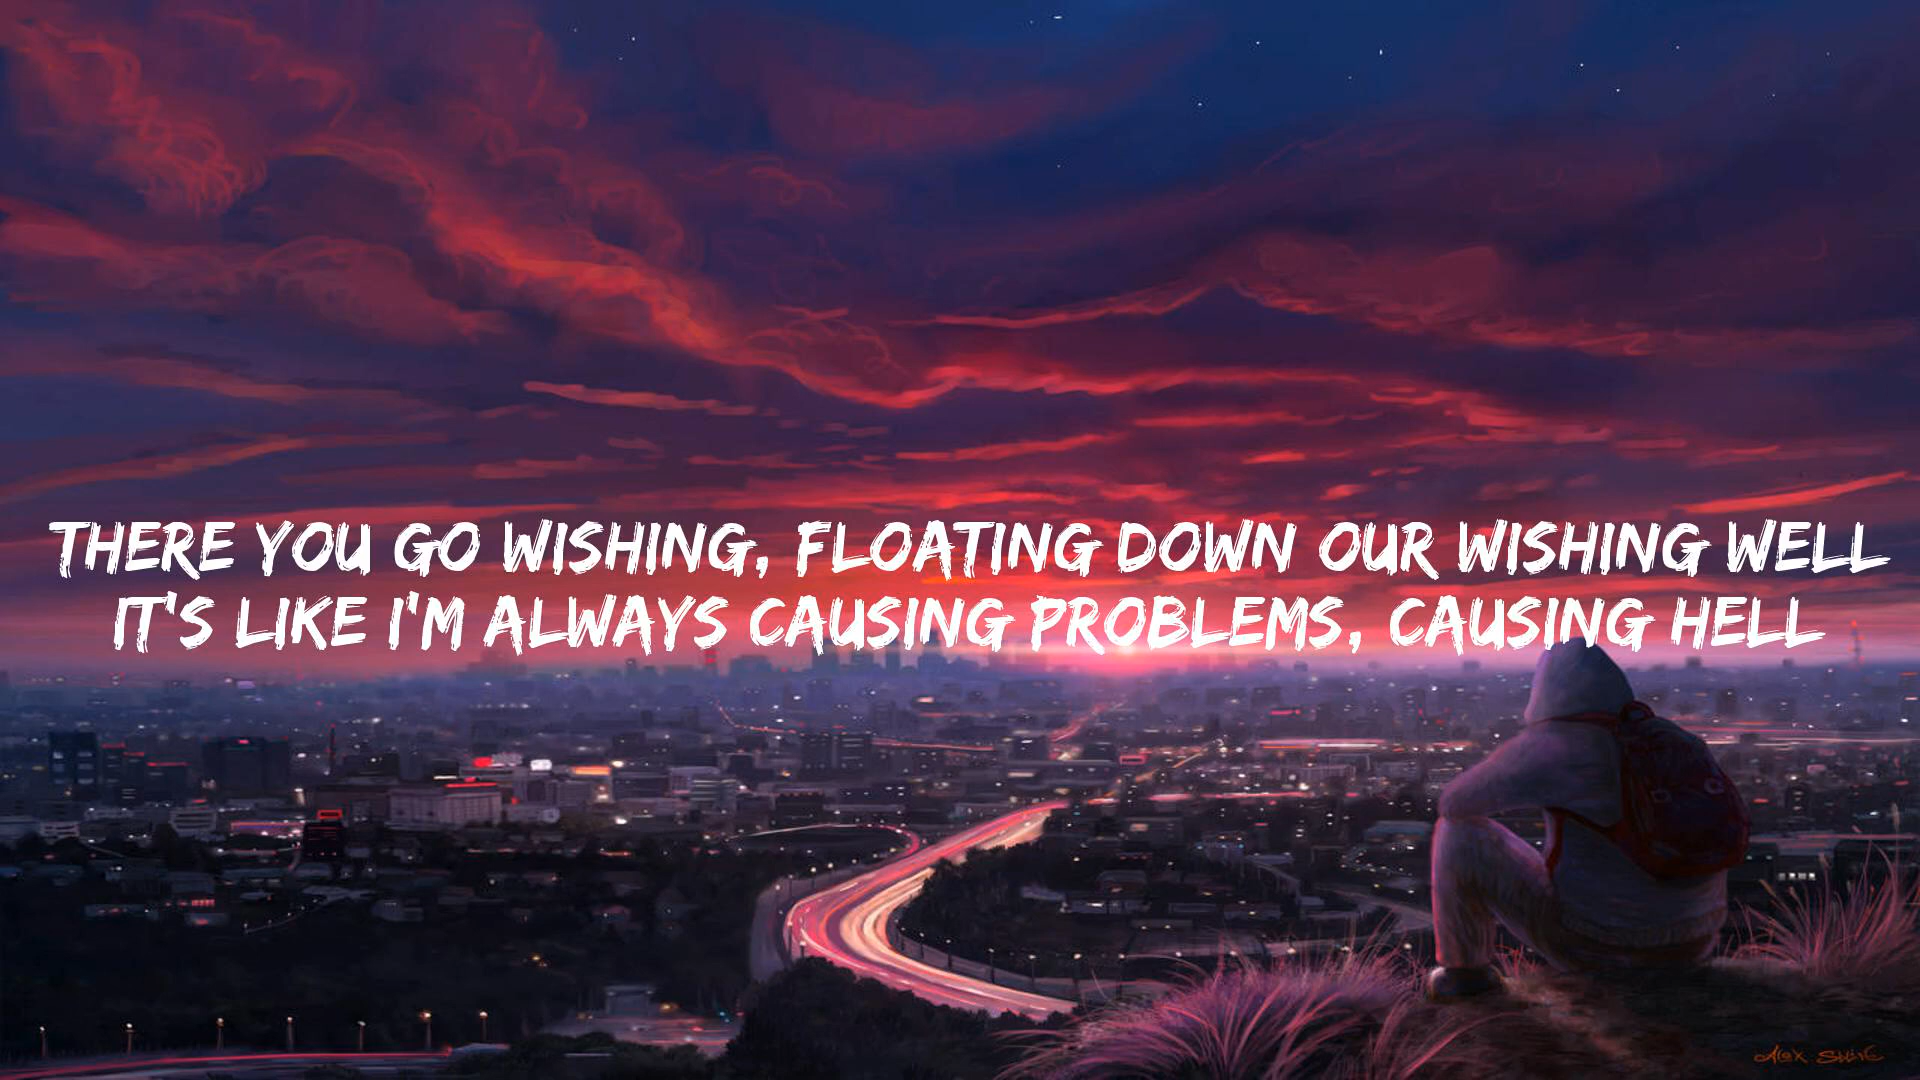 THERE YOU GO WISHING, FLOATING DOWN OUR WISHING WELL
IT'S LIKE I'M ALWAYS CAUSING PROBLEMS, CAUSING HELL